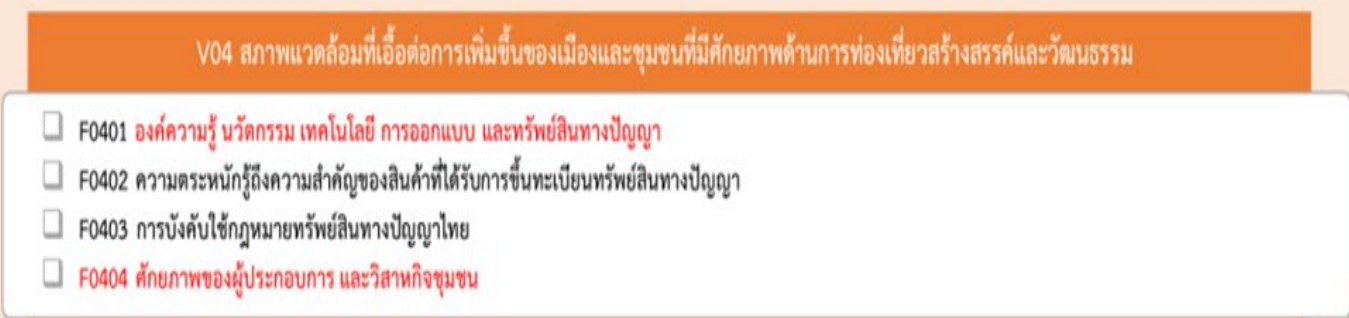 V04 สภาพแวดล้อมที่เอื้อต่อการเพิ่มขึ้นของเมืองและชุมชนที่มีศักยภาพด้านการท่องเที่ยวสร้างสรรค์และวัฒนธรรม
F0401 องค์ความรู้ นวัตกรรม เทคโนโลยี การออกแบบ และทรัพย์สินทางปัญญา
F0402 ความตระหนักรู้ถึงความสำคัญของสินค้าที่ได้รับการขึ้นทะเบียนทรัพย์สินทางปัญญา
F0403 การบังคับใช้กฎหมายทรัพย์สินทางปัญญาไทย
F0404 ศักยภาพของผู้ประกอบการ และวิสาหกิจชุมชน